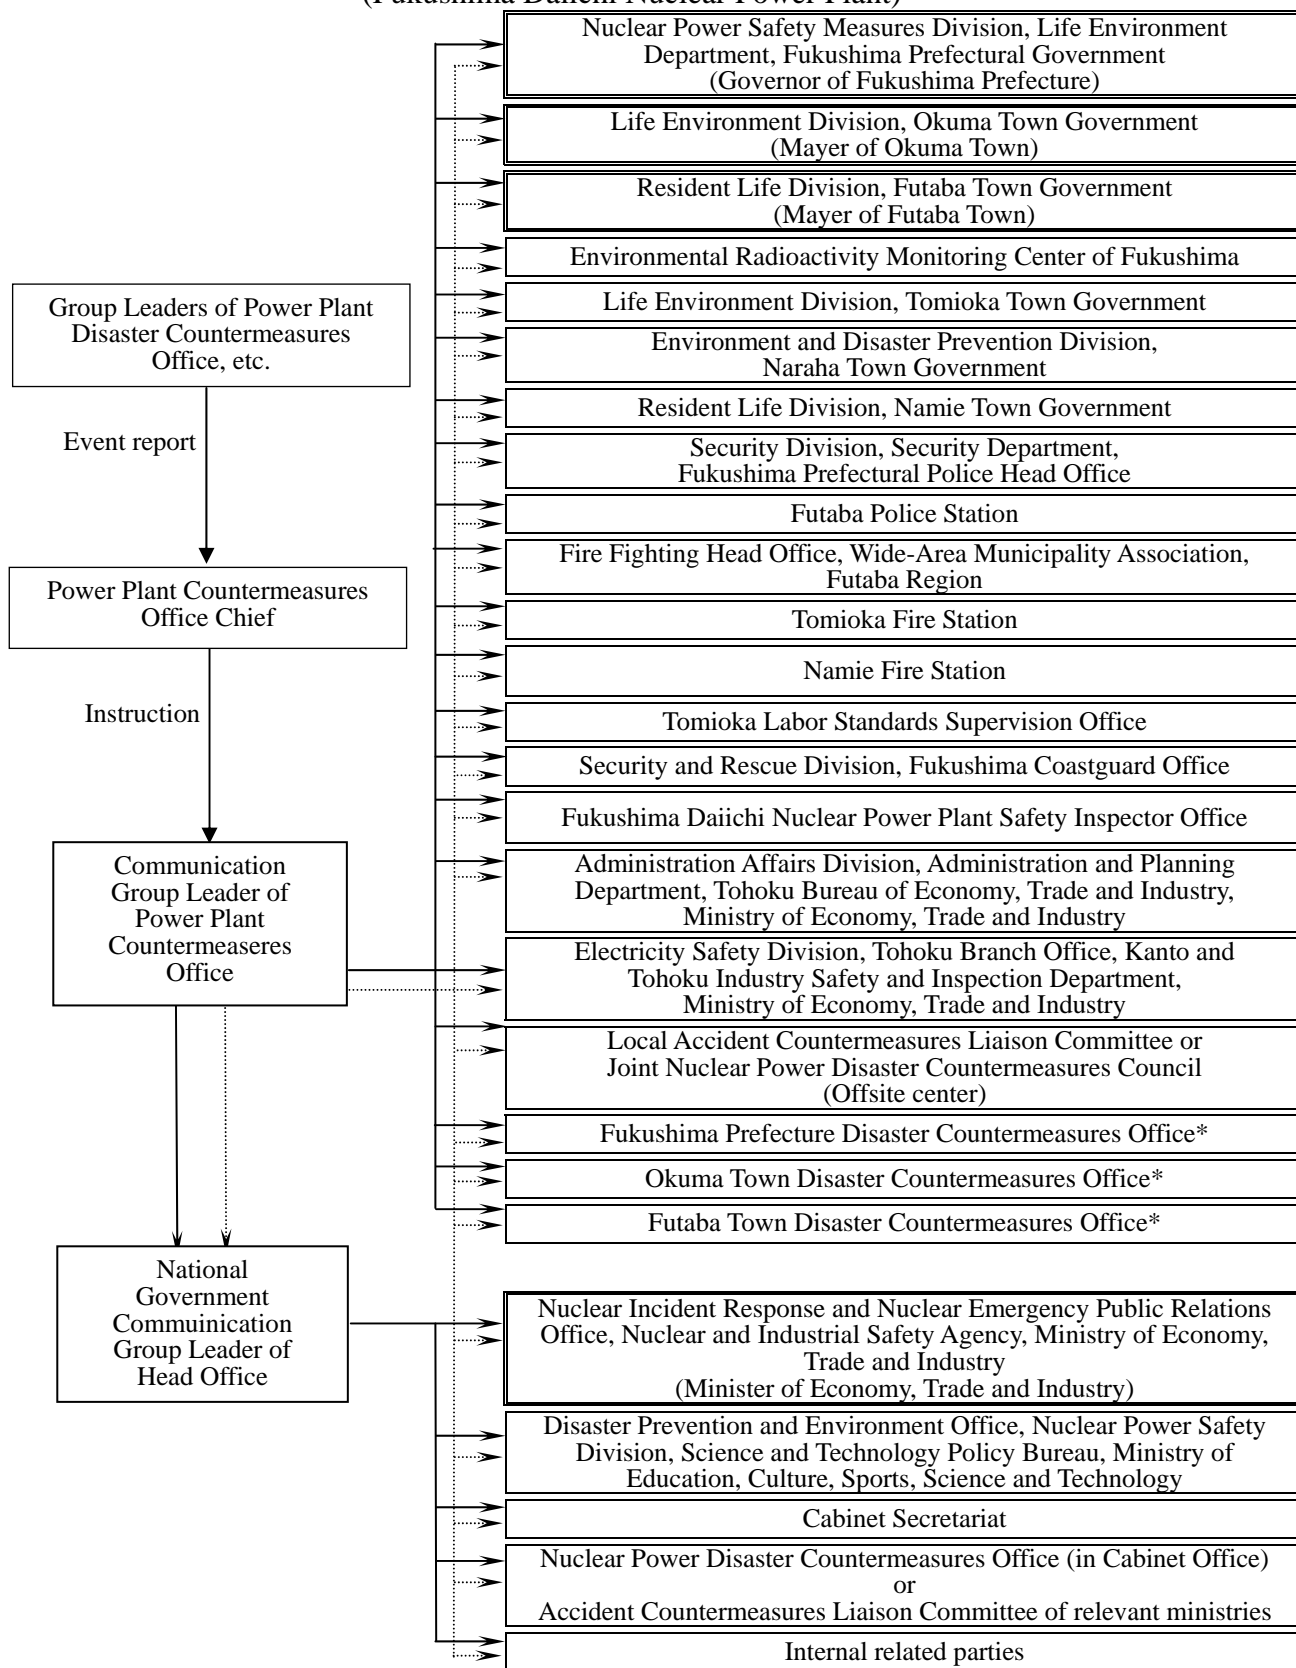 (Fukushima Daiichi Nuclear Power Plant)
Nuclear Power Safety Measures Division, Life Environment
Department, Fukushima Prefectural Government
(Governor of Fukushima Prefecture)
Life Environment Division, Okuma Town Government
(Mayer of Okuma Town)
Resident Life Division, Futaba Town Government
(Mayer of Futaba Town)
Environmental Radioactivity Monitoring Center of Fukushima
Life Environment Division, Tomioka Town Government
Environment and Disaster Prevention Division,
Naraha Town Government
Resident Life Division, Namie Town Government
Security Division, Security Department,
Fukushima Prefectural Police Head Office
Futaba Police Station
Fire Fighting Head Office, Wide-Area Municipality Association,
Futaba Region
Tomioka Fire Station
Namie Fire Station
Tomioka Labor Standards Supervision Office
Security and Rescue Division, Fukushima Coastguard Office
Fukushima Daiichi Nuclear Power Plant Safety Inspector Office
Administration Affairs Division, Administration and Planning
Department, Tohoku Bureau of Economy, Trade and Industry,
Ministry of Economy, Trade and Industry
Electricity Safety Division, Tohoku Branch Office, Kanto and
Tohoku Industry Safety and Inspection Department,
Ministry of Economy, Trade and Industry
Local Accident Countermeasures Liaison Committee or
Joint Nuclear Power Disaster Countermeasures Council
(Offsite center)
Fukushima Prefecture Disaster Countermeasures Office*
Okuma Town Disaster Countermeasures Office*
Futaba Town Disaster Countermeasures Office*
Nuclear Incident Response and Nuclear Emergency Public Relations
Office, Nuclear and Industrial Safety Agency, Ministry of Economy,
Trade and Industry
(Minister of Economy, Trade and Industry)
Disaster Prevention and Environment Office, Nuclear Power Safety
Division, Science and Technology Policy Bureau, Ministry of
Education, Culture, Sports, Science and Technology
Cabinet Secretariat
Nuclear Power Disaster Countermeasures Office (in Cabinet Office)
or
Accident Countermeasures Liaison Committee of relevant ministries
Internal related parties
Group Leaders of Power Plant
Disaster Countermeasures
Office, etc.
Event report
Power Plant Countermeasures
Office Chief
Instruction
Communication
Group Leader of
Power Plant
Countermeaseres
Office
National
Government
Commuinication
Group Leader of
Head Office